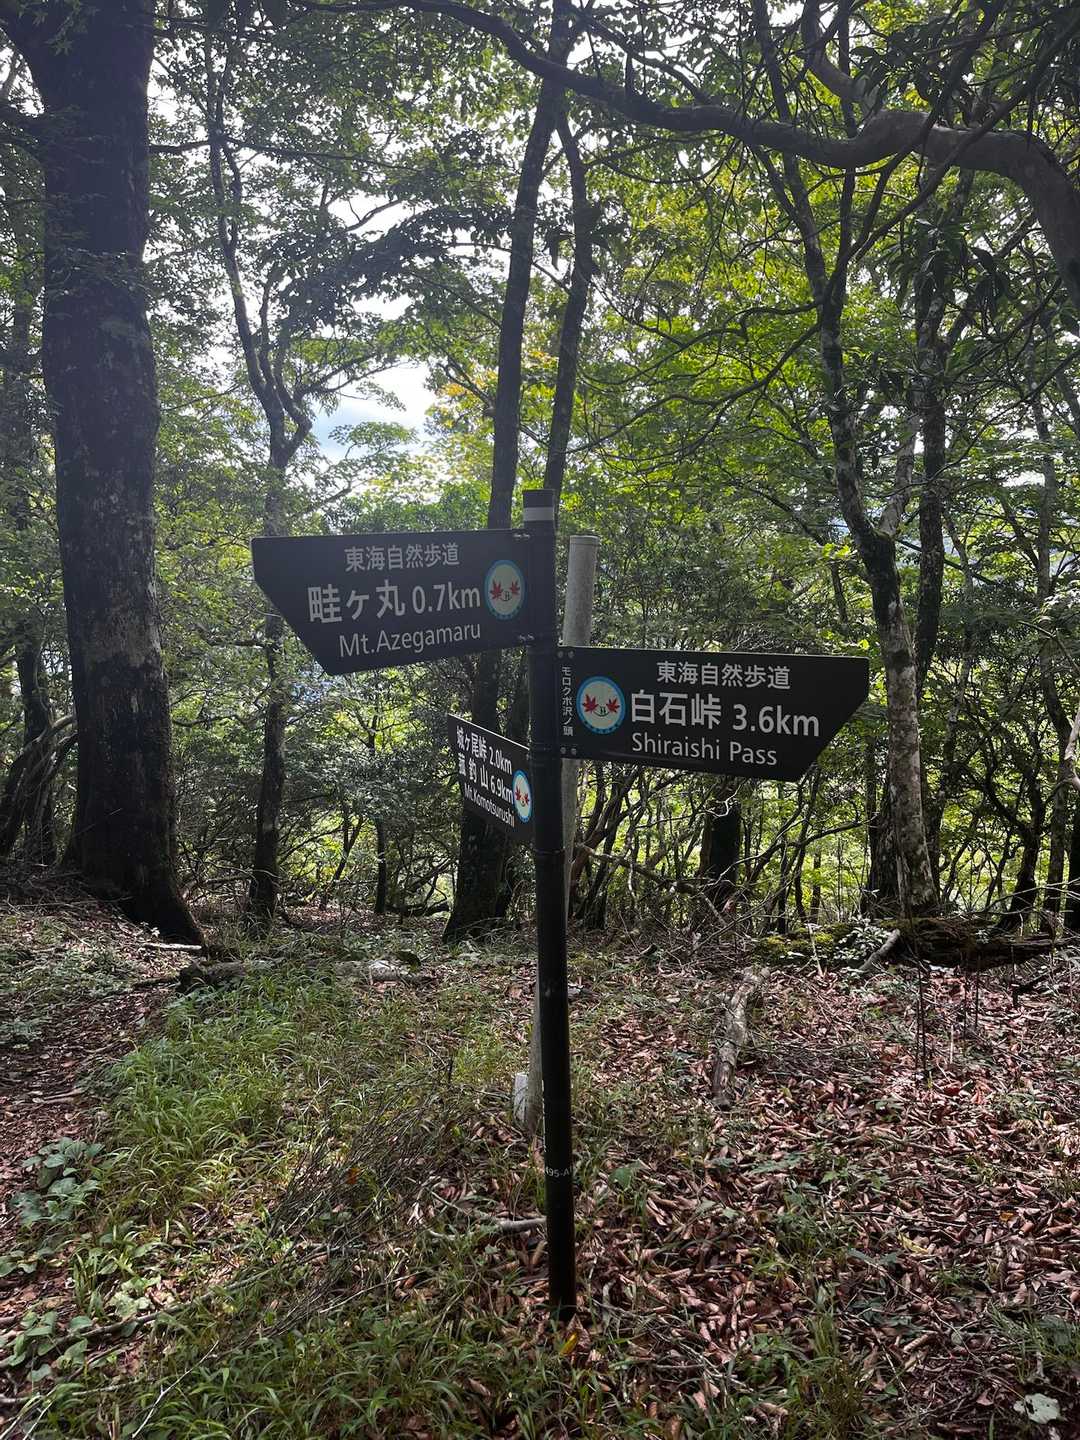 東海自然歩道
畦ヶ丸 0.7km
Mt.Azegamaru
東海自然歩道
白石峠 3.6km
Shiraishi Pass
モロクボ沢ノ頭
城ヶ尾峠 2.0km
菰釣山 6.9km
Mt.Komotsurushi